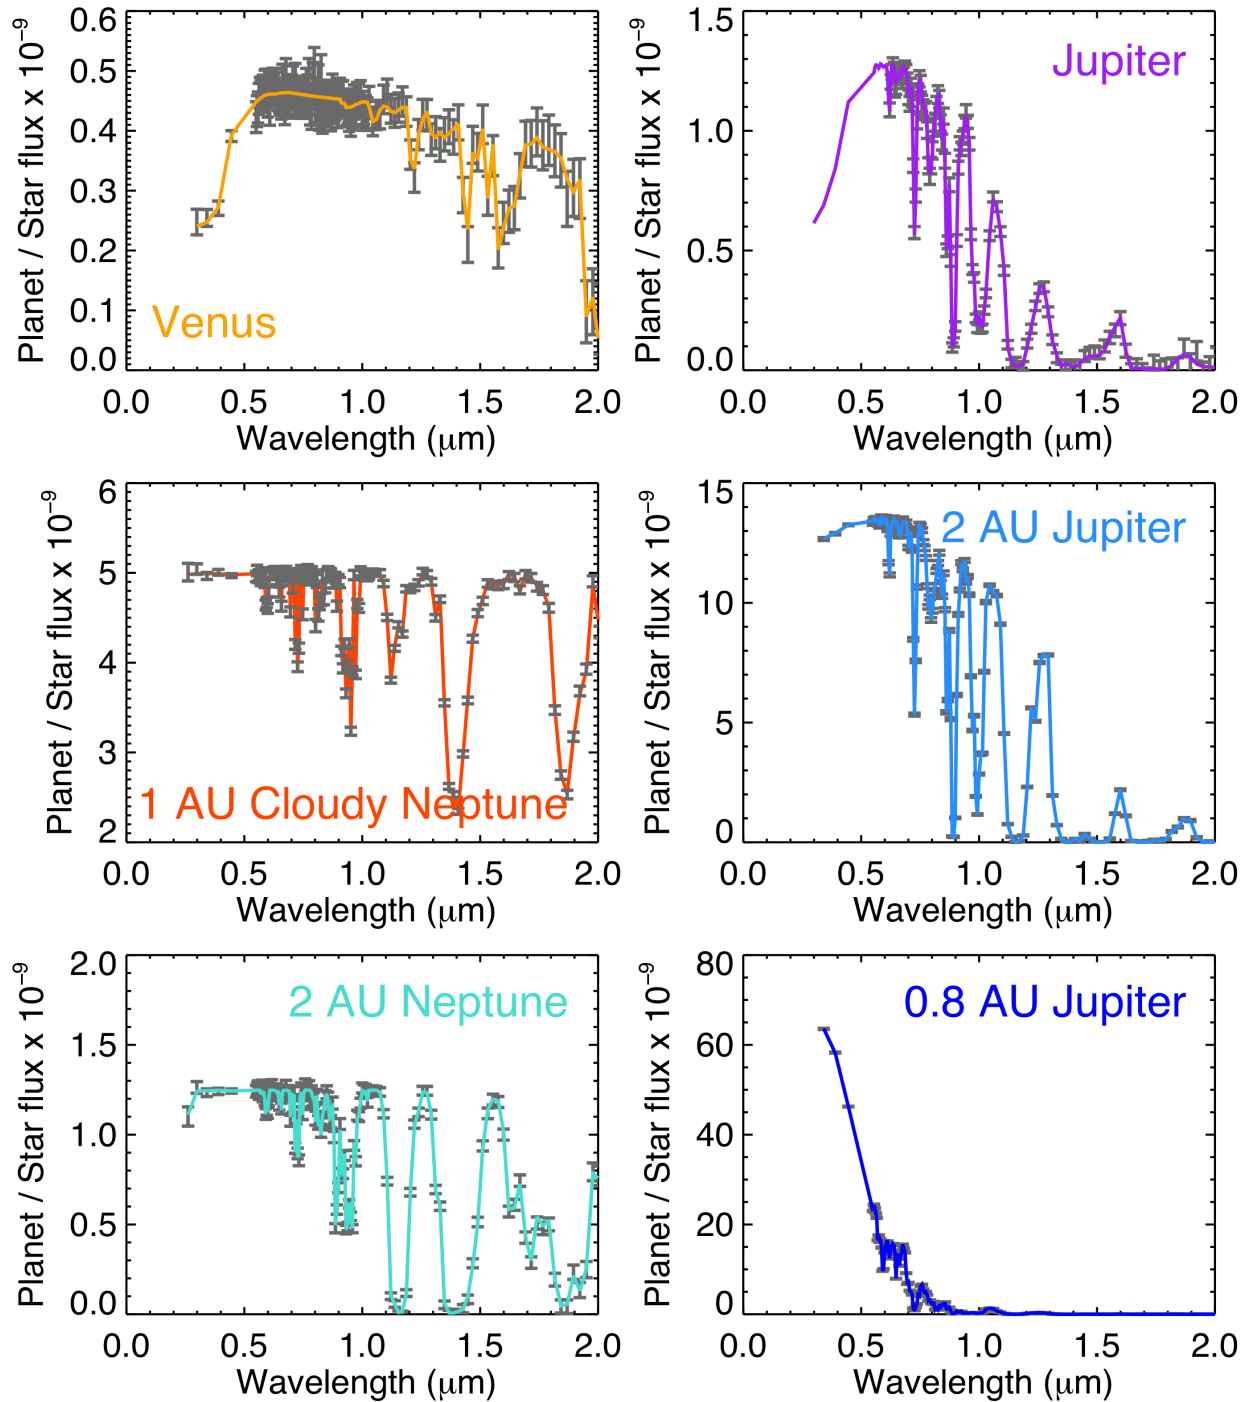 0.6
0.5
0.4
0.3
0.2
0.1
0.0
Planet / Star flux x 10⁻⁹
Venus
0.0 0.5 1.0 1.5 2.0
Wavelength (μm)
1.5
1.0
0.5
0.0
Planet / Star flux x 10⁻⁹
Jupiter
0.0 0.5 1.0 1.5 2.0
Wavelength (μm)
6
5
4
3
2
Planet / Star flux x 10⁻⁹
1 AU Cloudy Neptune
0.0 0.5 1.0 1.5 2.0
Wavelength (μm)
15
10
5
0
Planet / Star flux x 10⁻⁹
2 AU Jupiter
0.0 0.5 1.0 1.5 2.0
Wavelength (μm)
2.0
1.5
1.0
0.5
0.0
Planet / Star flux x 10⁻⁹
2 AU Neptune
0.0 0.5 1.0 1.5 2.0
Wavelength (μm)
80
60
40
20
0
Planet / Star flux x 10⁻⁹
0.8 AU Jupiter
0.0 0.5 1.0 1.5 2.0
Wavelength (μm)